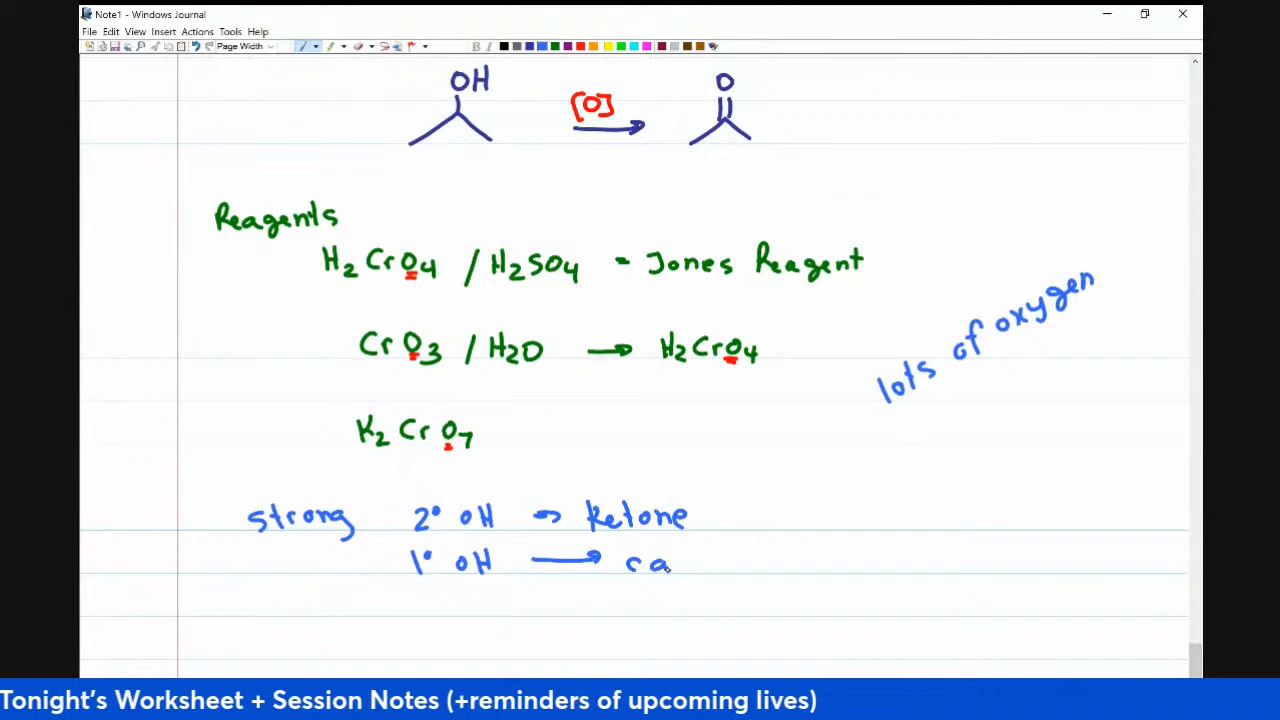 Note1 - Windows Journal
File Edit View Insert Actions Tools Help
Page Width
B I
OH [O] O
Reagents
H2CrO4 / H2SO4 - Jones Reagent
lots of oxygen
CrO3 / H2O → H2CrO4
K2CrO7
strong 2° OH → ketone
1° OH → ca
Tonight's Worksheet + Session Notes (+reminders of upcoming lives)